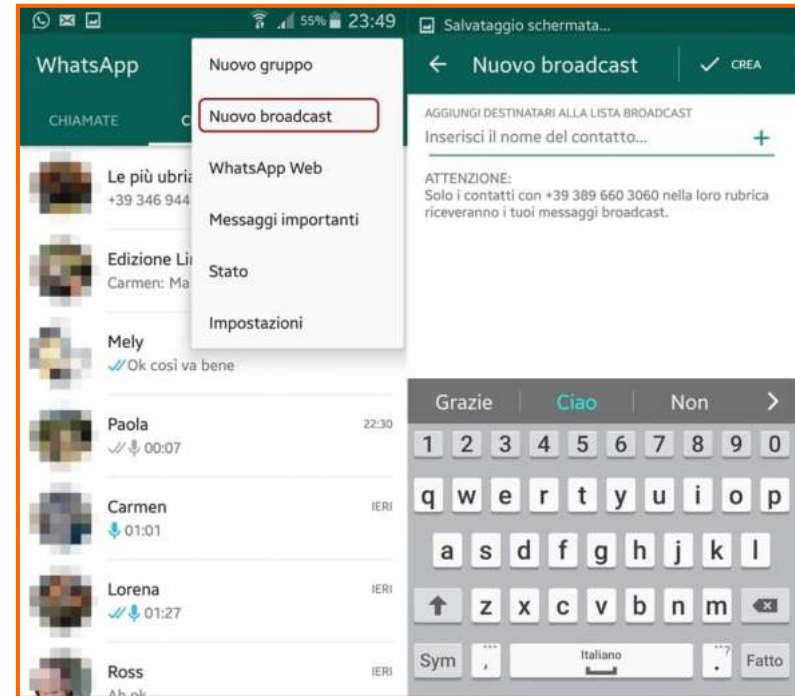 55% 23:49
WhatsApp
CHIAMATE C
Nuovo gruppo
Nuovo broadcast
WhatsApp Web
Messaggi importanti
Stato
Impostazioni
Le più ubria
+39 346 944
Edizione Li
Carmen: Ma
Mely
Ok così va bene
Paola 22:30
00:07
Carmen IERI
01:01
Lorena IERI
01:27
Ross IERI
Ah ok
Salvataggio schermata...
Nuovo broadcast CREA
AGGIUNGI DESTINATARI ALLA LISTA BROADCAST
Inserisci il nome del contatto... +
ATTENZIONE:
Solo i contatti con +39 389 660 3060 nella loro rubrica
riceveranno i tuoi messaggi broadcast.
Grazie Ciao Non
1 2 3 4 5 6 7 8 9 0
q w e r t y u i o p
a s d f g h j k l
z x c v b n m
Sym , Italiano . Fatto